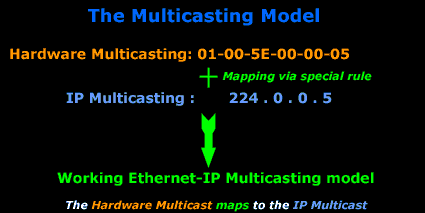 The Multicasting Model
Hardware Multicasting: 01-00-5E-00-00-05
Mapping via special rule
IP Multicasting : 224 . 0 . 0 . 5
Working Ethernet-IP Multicasting model
The Hardware Multicast maps to the IP Multicast